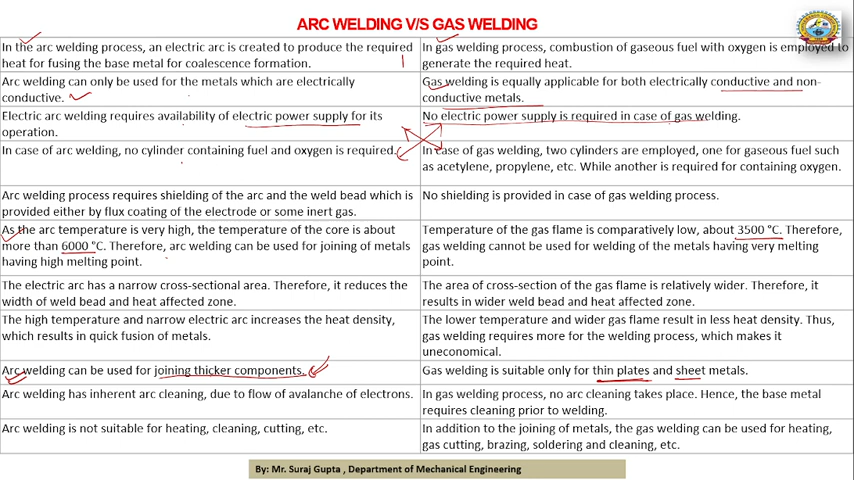 ARC WELDING V/S GAS WELDING
In the arc welding process, an electric arc is created to produce the required
heat for fusing the base metal for coalescence formation.
In gas welding process, combustion of gaseous fuel with oxygen is employed to
generate the required heat.
Arc welding can only be used for the metals which are electrically
conductive.
Gas welding is equally applicable for both electrically conductive and non-
conductive metals.
Electric arc welding requires availability of electric power supply for its
operation.
No electric power supply is required in case of gas welding.
In case of arc welding, no cylinder containing fuel and oxygen is required.
In case of gas welding, two cylinders are employed, one for gaseous fuel such
as acetylene, propylene, etc. While another is required for containing oxygen.
Arc welding process requires shielding of the arc and the weld bead which is
provided either by flux coating of the electrode or some inert gas.
No shielding is provided in case of gas welding process.
As the arc temperature is very high, the temperature of the core is about
more than 6000 °C. Therefore, arc welding can be used for joining of metals
having high melting point.
Temperature of the gas flame is comparatively low, about 3500 °C. Therefore,
gas welding cannot be used for welding of the metals having very melting
point.
The electric arc has a narrow cross-sectional area. Therefore, it reduces the
width of weld bead and heat affected zone.
The area of cross-section of the gas flame is relatively wider. Therefore, it
results in wider weld bead and heat affected zone.
The high temperature and narrow electric arc increases the heat density,
which results in quick fusion of metals.
The lower temperature and wider gas flame result in less heat density. Thus,
gas welding requires more for the welding process, which makes it
uneconomical.
Arc welding can be used for joining thicker components.
Gas welding is suitable only for thin plates and sheet metals.
Arc welding has inherent arc cleaning, due to flow of avalanche of electrons.
In gas welding process, no arc cleaning takes place. Hence, the base metal
requires cleaning prior to welding.
Arc welding is not suitable for heating, cleaning, cutting, etc.
In addition to the joining of metals, the gas welding can be used for heating,
gas cutting, brazing, soldering and cleaning, etc.
By: Mr. Suraj Gupta , Department of Mechanical Engineering